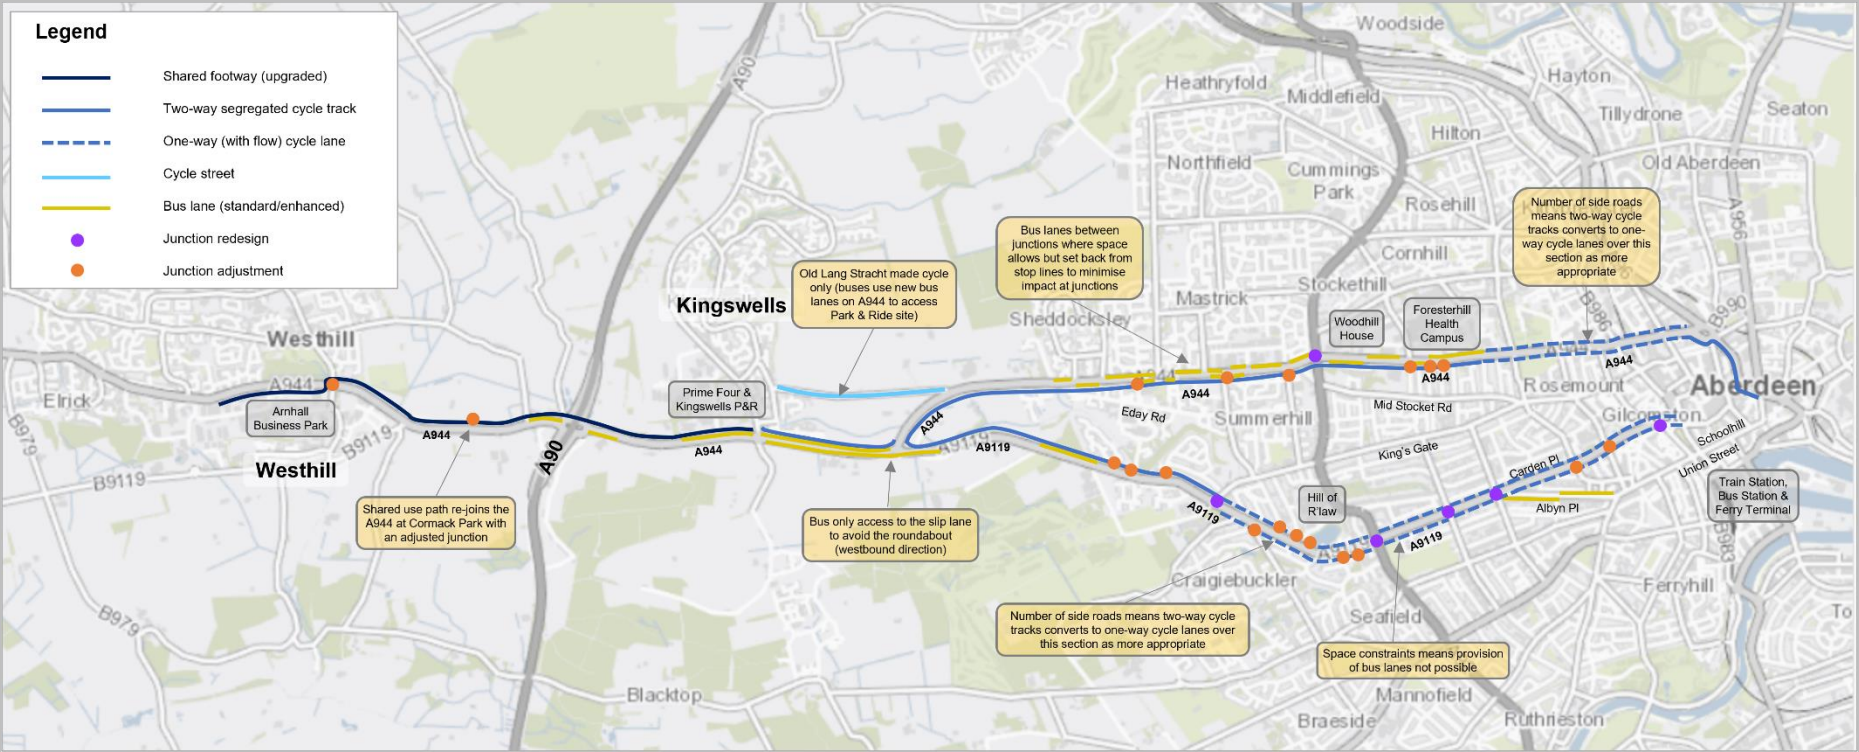 Legend
Shared footway (upgraded)
Two-way segregated cycle track
One-way (with flow) cycle lane
Cycle street
Bus lane (standard/enhanced)
Junction redesign
Junction adjustment
Woodside
Heathryfold
Middlefield
Hayton
Tillydrone
Seaton
Hilton
Old Aberdeen
Northfield
Cummings
Park
Rosehill
A956
Cornhill
Number of side roads
means two-way cycle
tracks converts to one-
way cycle lanes over this
section as more
appropriate
Bus lanes between
junctions where space
allows but set back from
stop lines to minimise
impact at junctions
Old Lang Stracht made cycle
only (buses use new bus
lanes on A944 to access
Park & Ride site)
Kingswells
A90
Stockethill
Mastrick
Sheddocksley
Woodhill
House
Foresterhill
Health
Campus
B986
B990
Westhill
A944
Elrick
Arnhall
Business Park
B979
B9119
A944
Westhill
B9119
A90
Prime Four &
Kingswells P&R
A944
A944
A9119
A9119
A944
A944
Eday Rd
Summerhill
A944
Mid Stocket Rd
King's Gate
A944
Rosemount
Aberdeen
Gilcomston
Schoolhill
Union Street
Carden Pl
Albyn Pl
Train Station,
Bus Station &
Ferry Terminal
Shared use path re-joins the
A944 at Cormack Park with
an adjusted junction
Bus only access to the slip lane
to avoid the roundabout
(westbound direction)
A9119
Hill of
R'law
A9119
Craigiebuckler
Number of side roads means two-way cycle
tracks converts to one-way cycle lanes over
this section as more appropriate
Seafield
Space constraints means provision
of bus lanes not possible
Ferryhill
To
B979
Blacktop
Mannofield
Braeside
Ruthrieston